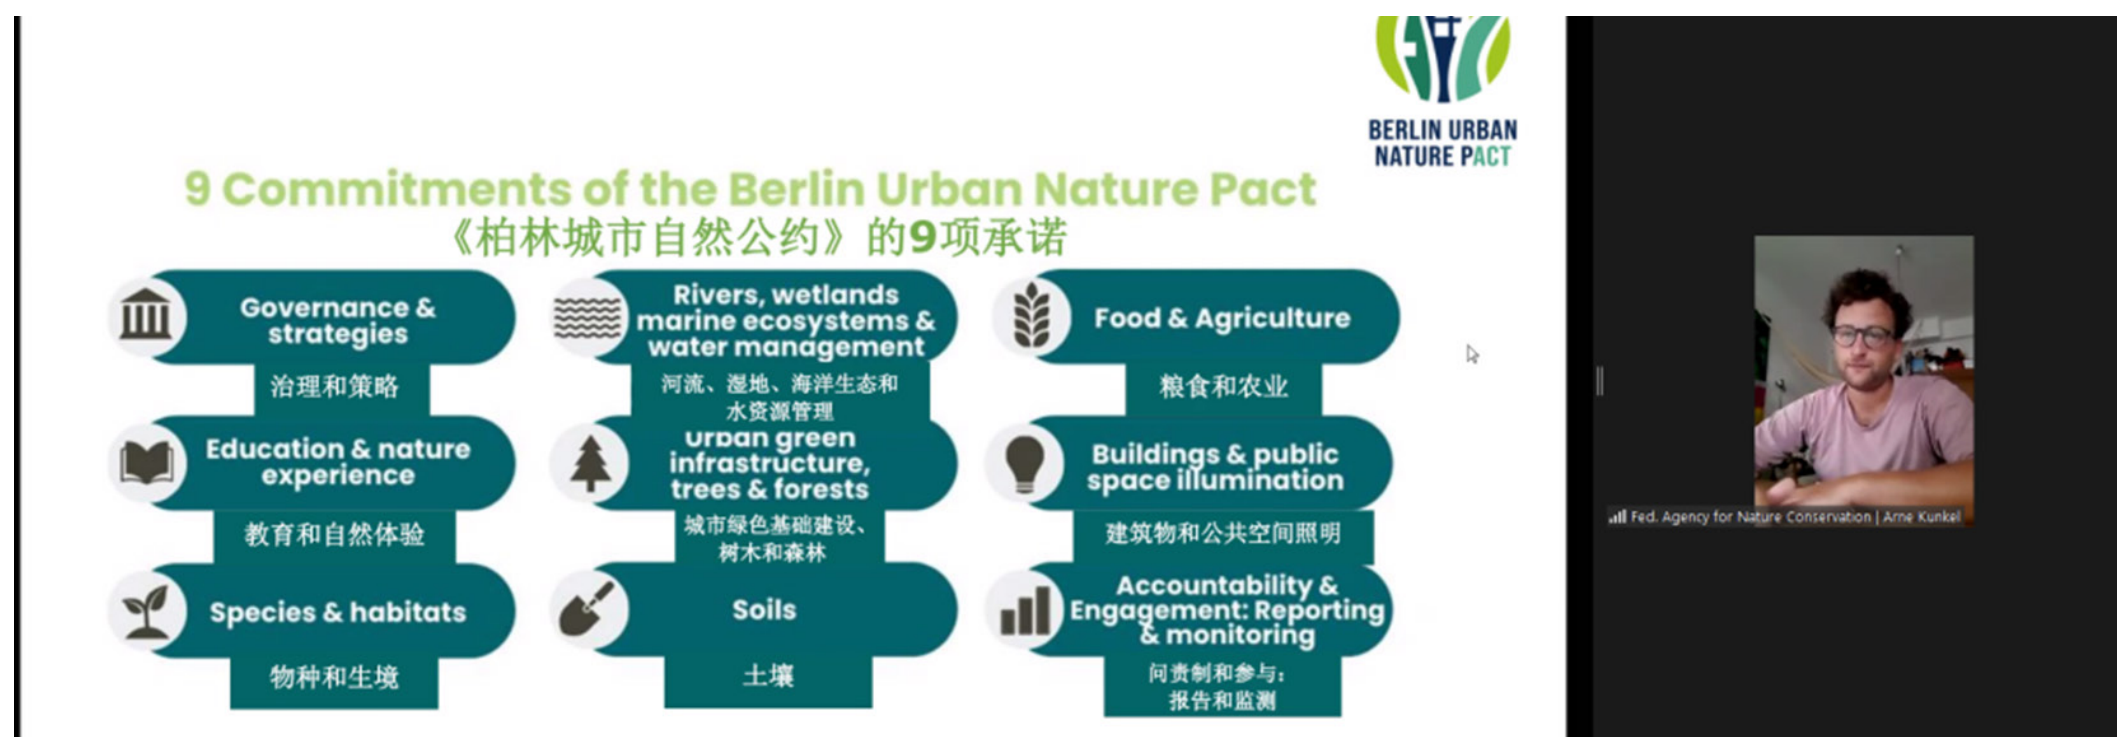 BERLIN URBAN
NATURE PACT
9 Commitments of the Berlin Urban Nature Pact
《柏林城市自然公约》的9项承诺
Governance &
strategies
治理和策略
Rivers, wetlands
marine ecosystems &
water management
河流、湿地、海洋生态和
水资源管理
Food & Agriculture
粮食和农业
Education & nature
experience
教育和自然体验
Urban green
infrastructure,
trees & forests
城市绿色基础建设、
树木和森林
Buildings & public
space illumination
建筑物和公共空间照明
Species & habitats
物种和生境
Soils
土壤
Accountability &
Engagement: Reporting
& monitoring
问责制和参与:
报告和监测
Fed. Agency for Nature Conservation | Arne Kunkel